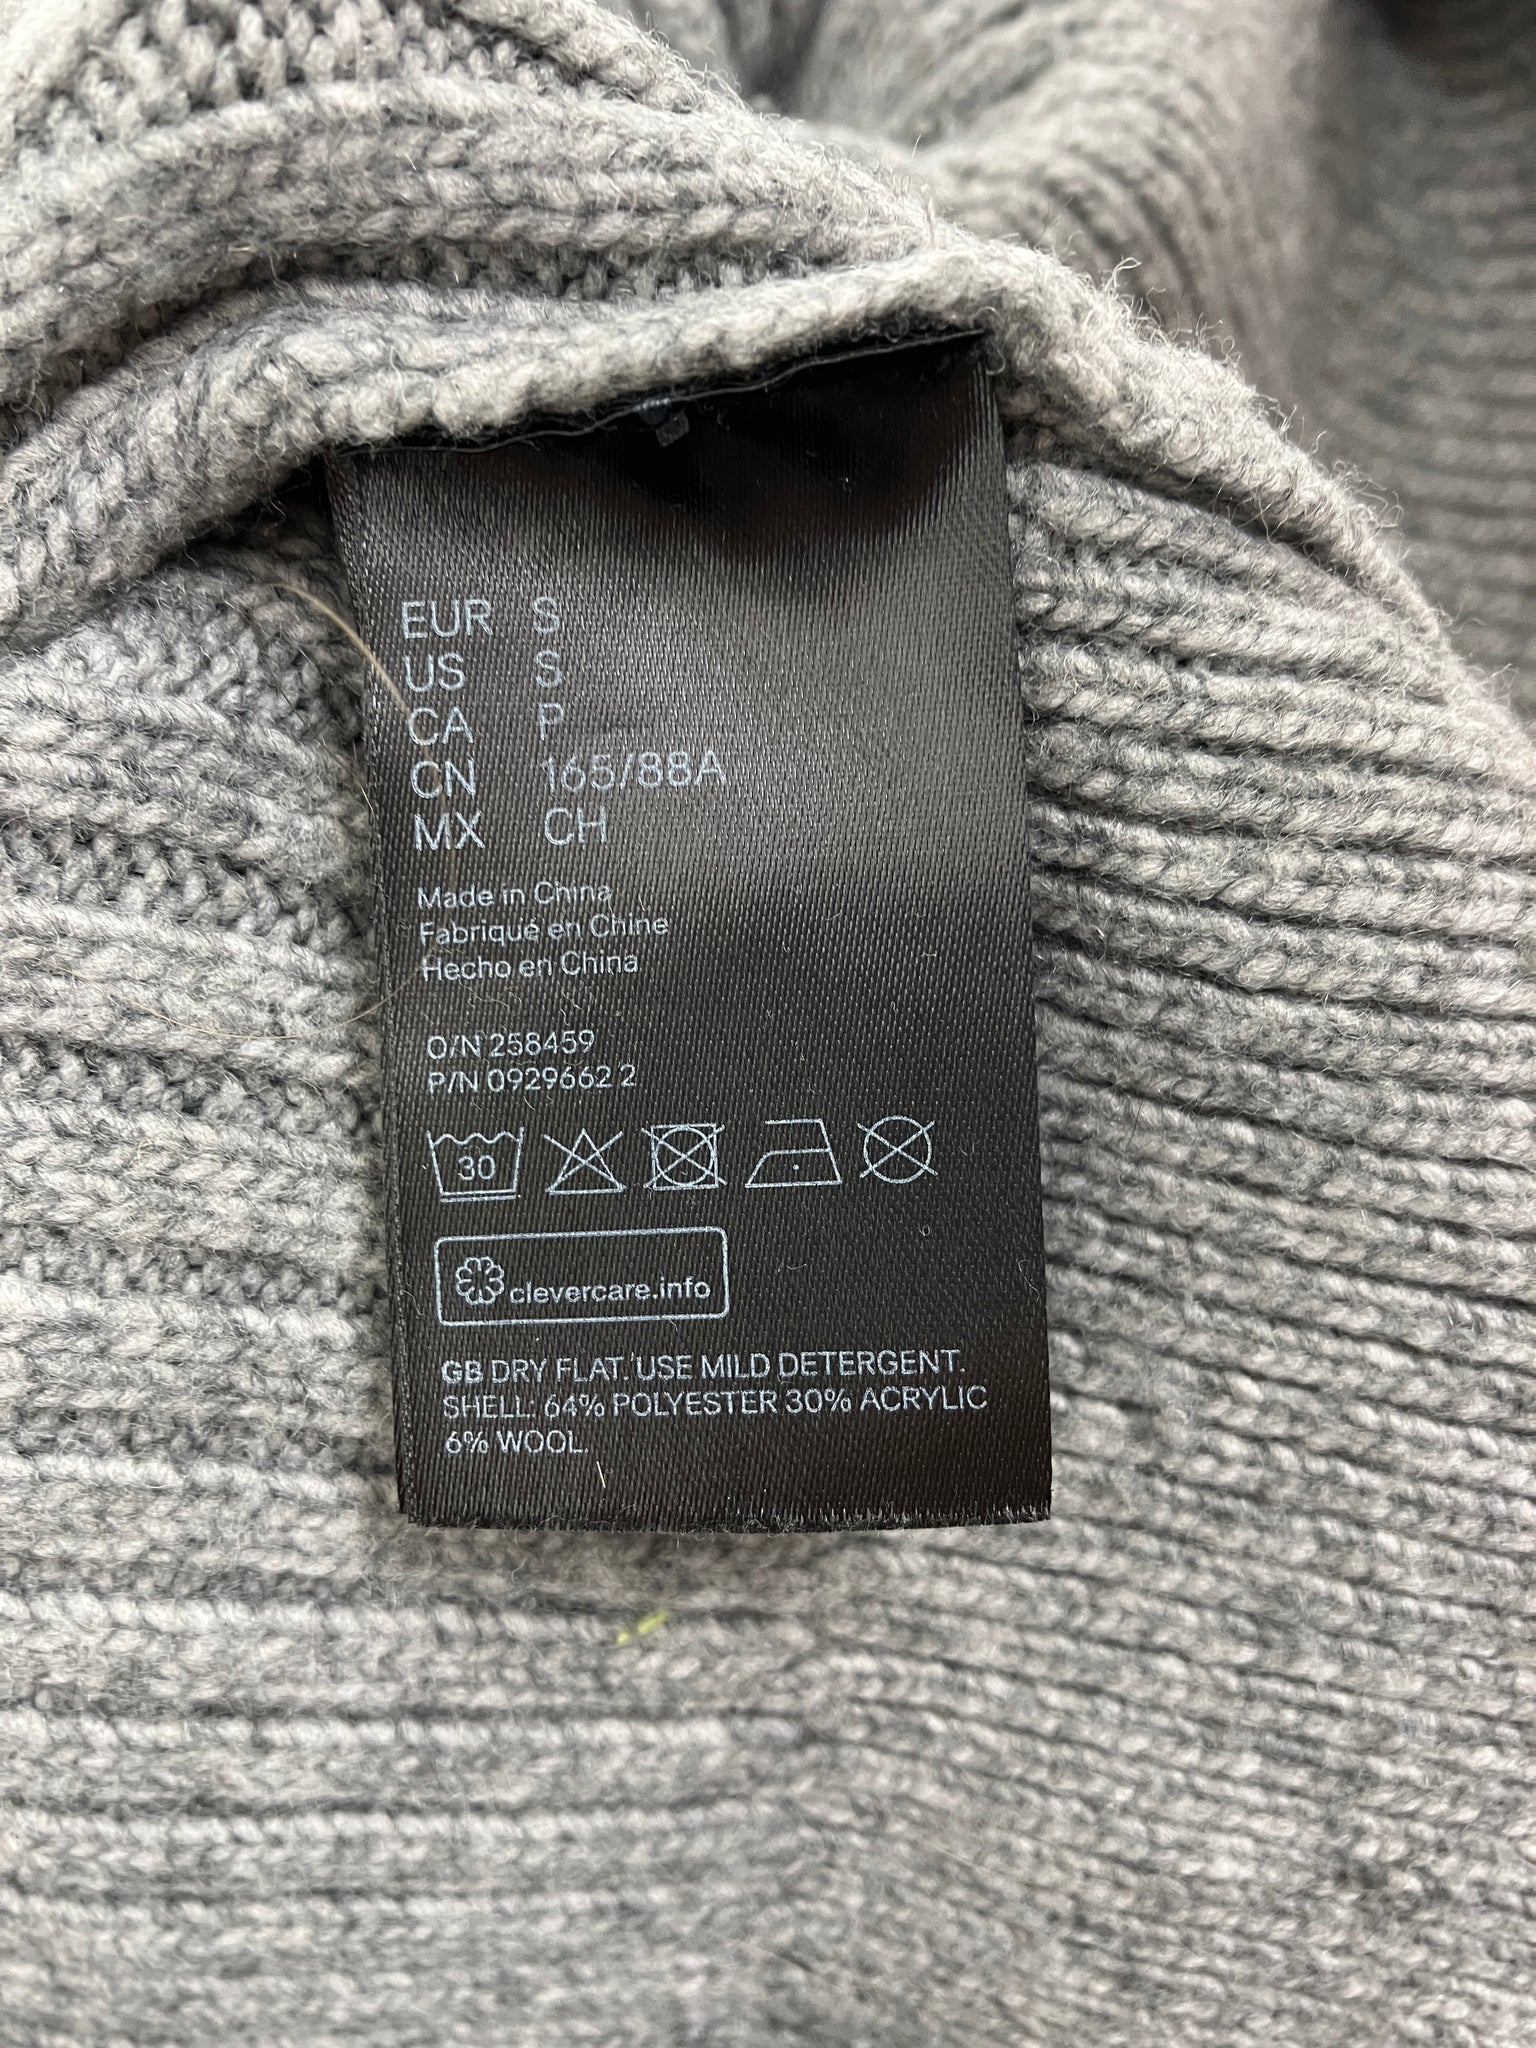 EUR S
US S
CA P
CN 165/88A
MX CH
Made in China
Fabriqué en Chine
Hecho en China
O/N 258459
P/N 0929662 2
30
clevercare.info
GB DRY FLAT. USE MILD DETERGENT.
SHELL: 64% POLYESTER 30% ACRYLIC
6% WOOL.